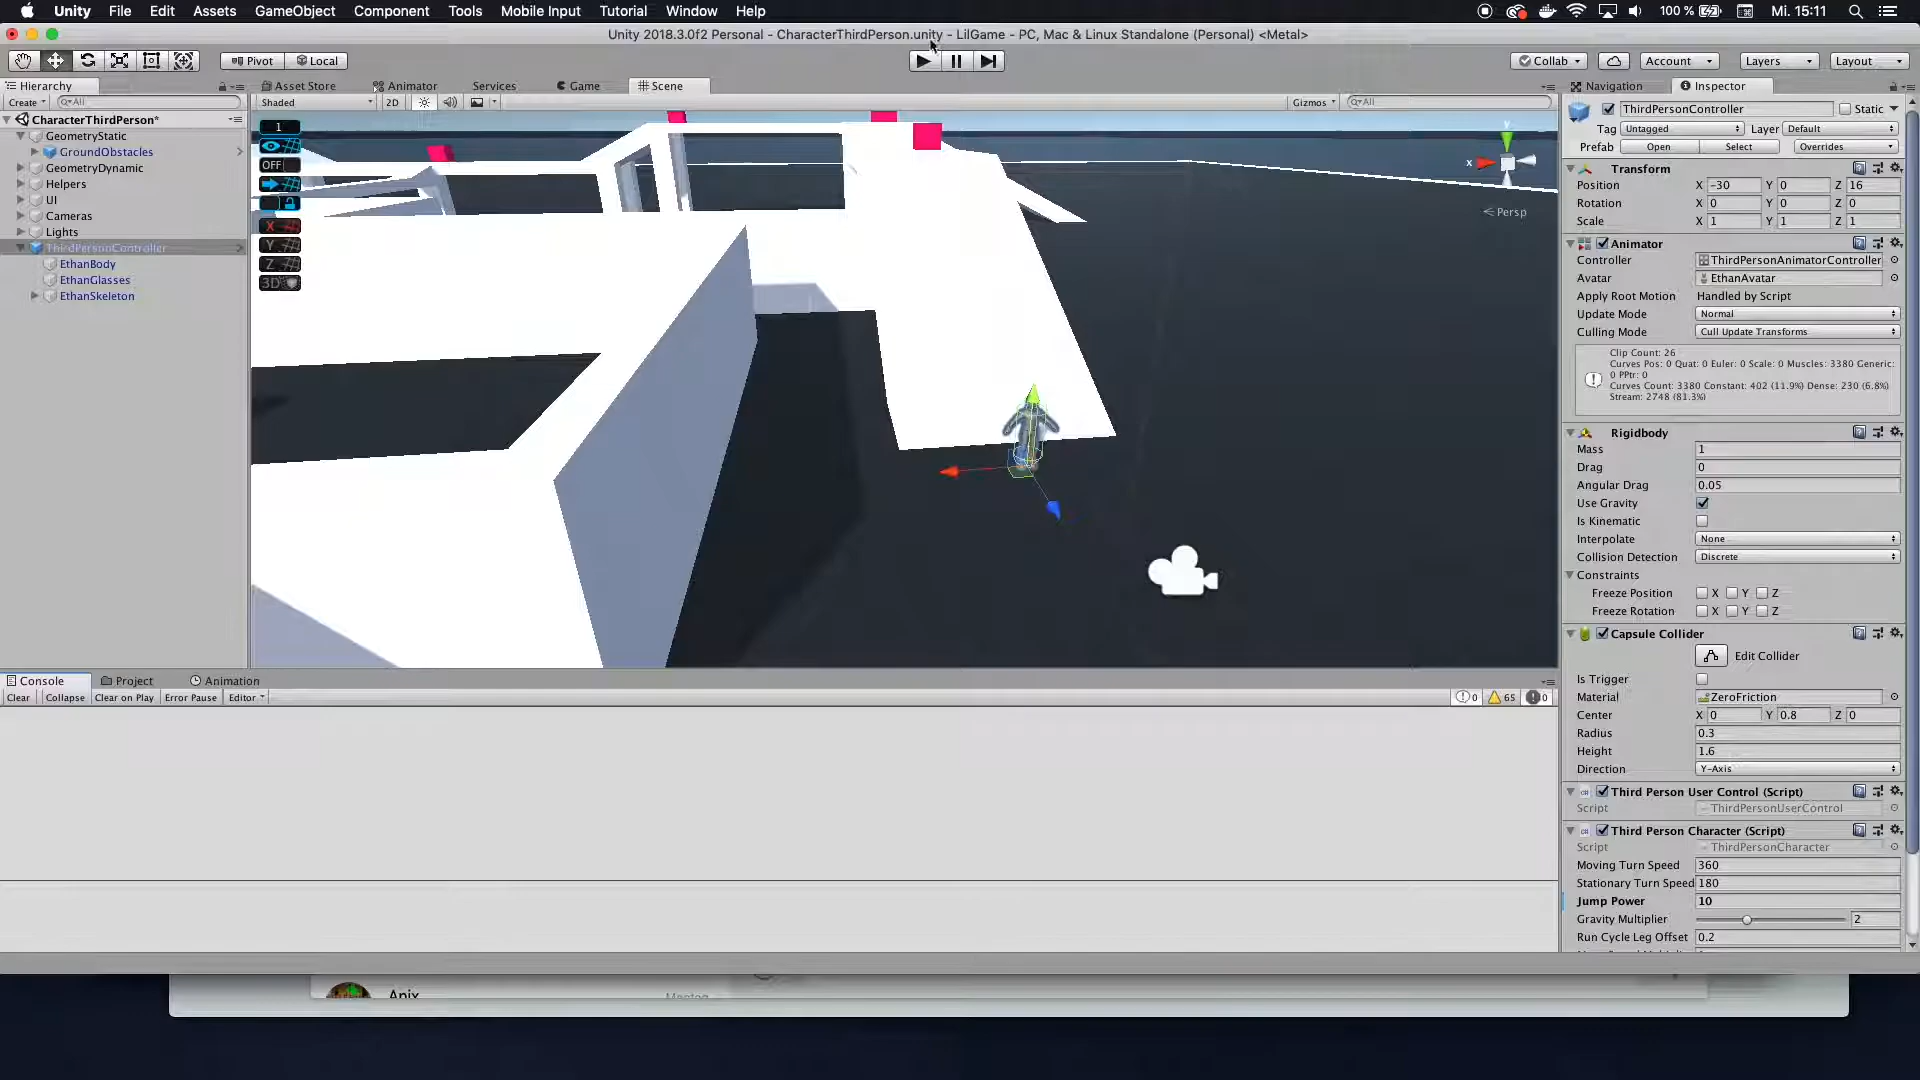 Unity File Edit Assets GameObject Component Tools Mobile Input Tutorial Window Help 100 % Mi. 15:11
Unity 2018.3.0f2 Personal - CharacterThirdPerson.unity - LilGame - PC, Mac & Linux Standalone (Personal) <Metal>
Pivot Local Collab Account Layers Layout
Hierarchy Asset Store Animator Services Game Scene Navigation Inspector
Create All Shaded 2D Gizmos All
ThirdPersonController Static
CharacterThirdPerson*
GeometryStatic
GroundObstacles
GeometryDynamic
Helpers
UI
Cameras
Lights
ThirdPersonController
EthanBody
EthanGlasses
EthanSkeleton
1
OFF
X
Y
Z
3D
y
x
Persp
Tag Untagged Layer Default
Prefab Open Select Overrides
Transform
Position X -30 Y 0 Z 16
Rotation X 0 Y 0 Z 0
Scale X 1 Y 1 Z 1
Animator
Controller ThirdPersonAnimatorController
Avatar EthanAvatar
Apply Root Motion Handled by Script
Update Mode Normal
Culling Mode Cull Update Transforms
Clip Count: 26
Curves Pos: 0 Quat: 0 Euler: 0 Scale: 0 Muscles: 3380 Generic:
0 PPtr: 0
Curves Count: 3380 Constant: 402 (11.9%) Dense: 230 (6.8%)
Stream: 2748 (81.3%)
Rigidbody
Mass 1
Drag 0
Angular Drag 0.05
Use Gravity
Is Kinematic
Interpolate None
Collision Detection Discrete
Constraints
Freeze Position X Y Z
Freeze Rotation X Y Z
Capsule Collider
Edit Collider
Is Trigger
Material ZeroFriction
Center X 0 Y 0.8 Z 0
Radius 0.3
Height 1.6
Direction Y-Axis
Third Person User Control (Script)
Script ThirdPersonUserControl
Third Person Character (Script)
Script ThirdPersonCharacter
Moving Turn Speed 360
Stationary Turn Speed 180
Jump Power 10
Gravity Multiplier 2
Run Cycle Leg Offset 0.2
Console Project Animation
Clear Collapse Clear on Play Error Pause Editor 0 65 0
Apix